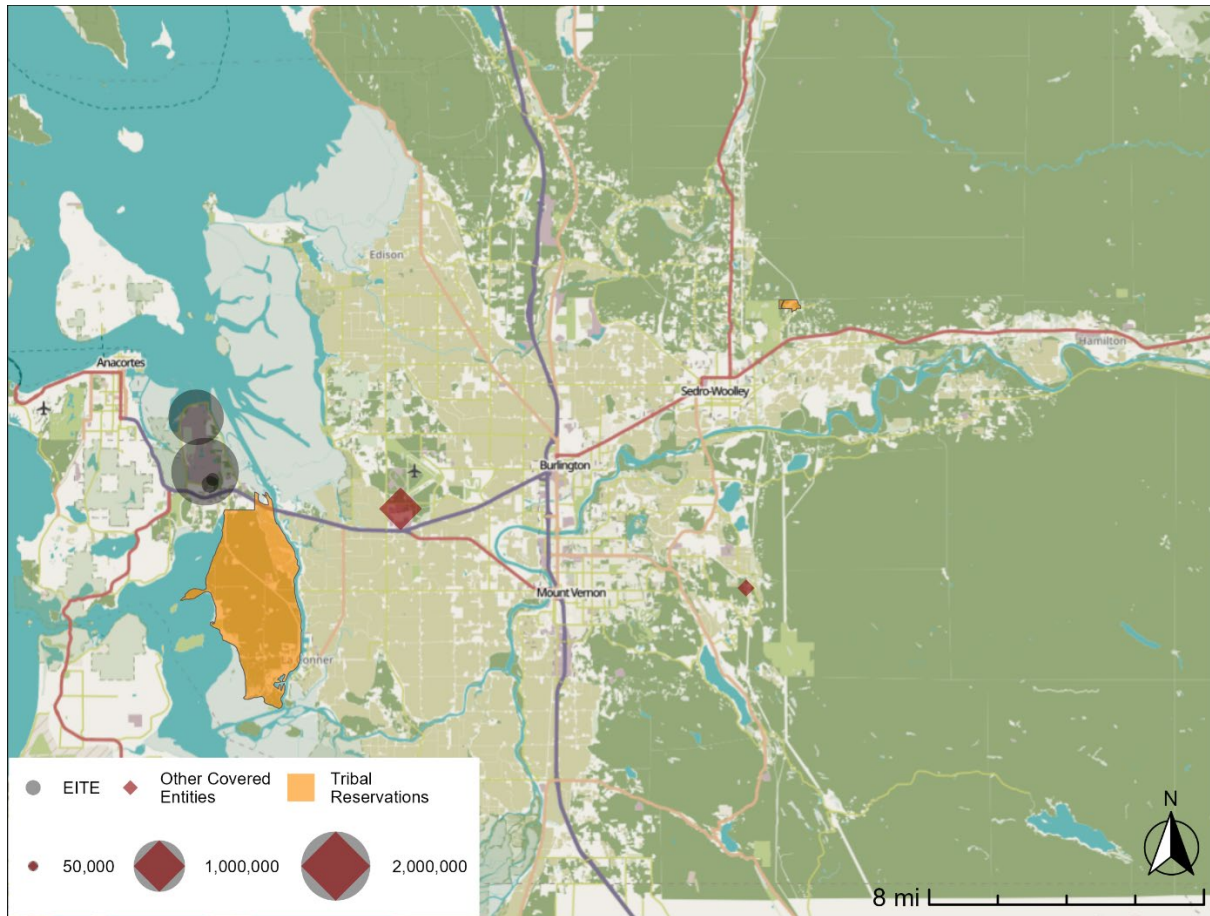 Edison
Hamilton
Anacortes
Sedro-Woolley
Burlington
Mount Vernon
onner
EITE
Other Covered
Entities
Tribal
Reservations
50,000
1,000,000
2,000,000
N
8 mi